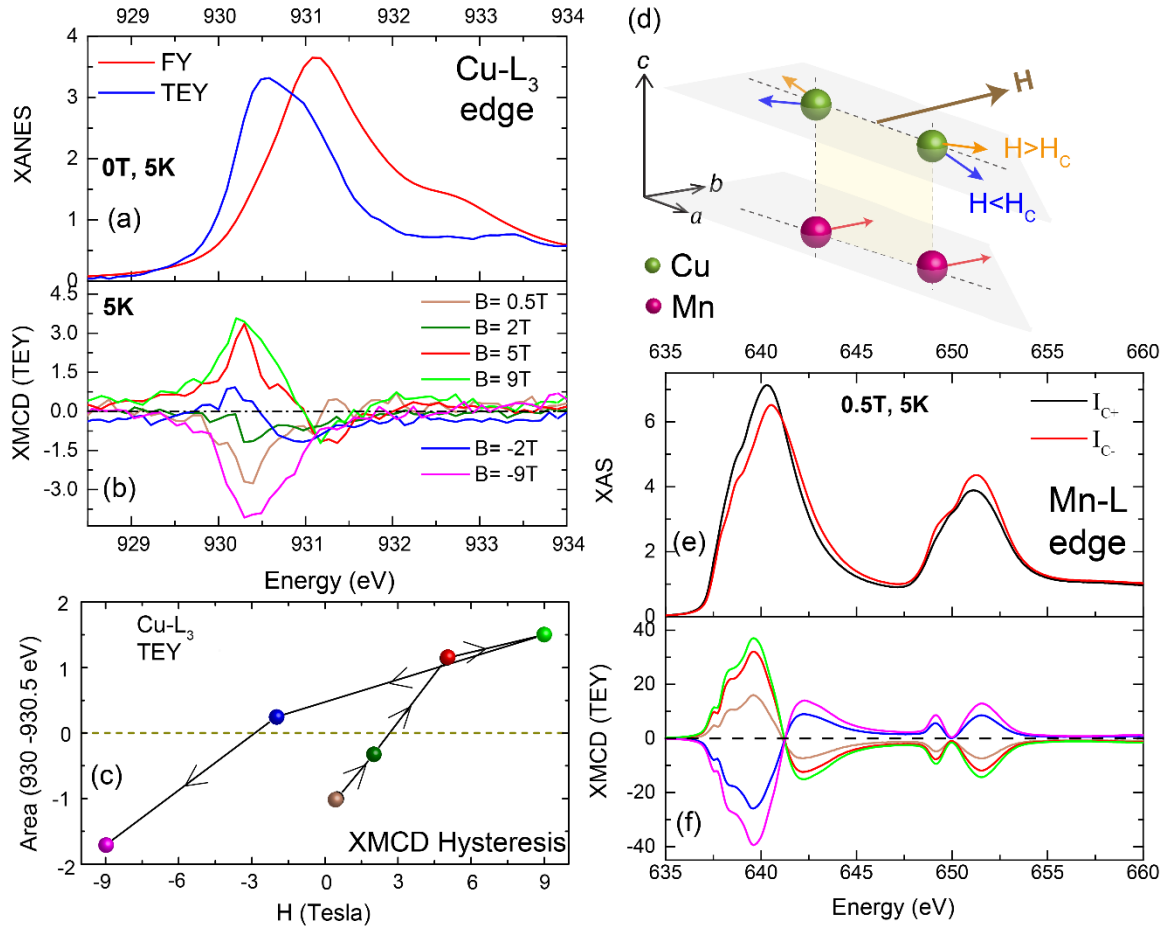 929 930 931 932 933 934
4
3
2
1
0
XANES
FY
TEY
Cu-L3
edge
0T, 5K
(a)
4.5
3.0
1.5
0.0
-1.5
-3.0
XMCD (TEY)
5K
B= 0.5T
B= 2T
B= 5T
B= 9T
B= -2T
B= -9T
(b)
929 930 931 932 933 934
Energy (eV)
2
1
0
-1
-2
Area (930 -930.5 eV)
Cu-L3
TEY
(c)
XMCD Hysteresis
-9 -6 -3 0 3 6 9
H (Tesla)
(d)
c
b
a
H
H>HC
H<HC
Cu
Mn
635 640 645 650 655 660
6
4
2
0
XAS
0.5T, 5K
IC+
IC-
Mn-L
edge
(e)
40
20
0
-20
-40
XMCD (TEY)
(f)
635 640 645 650 655 660
Energy (eV)